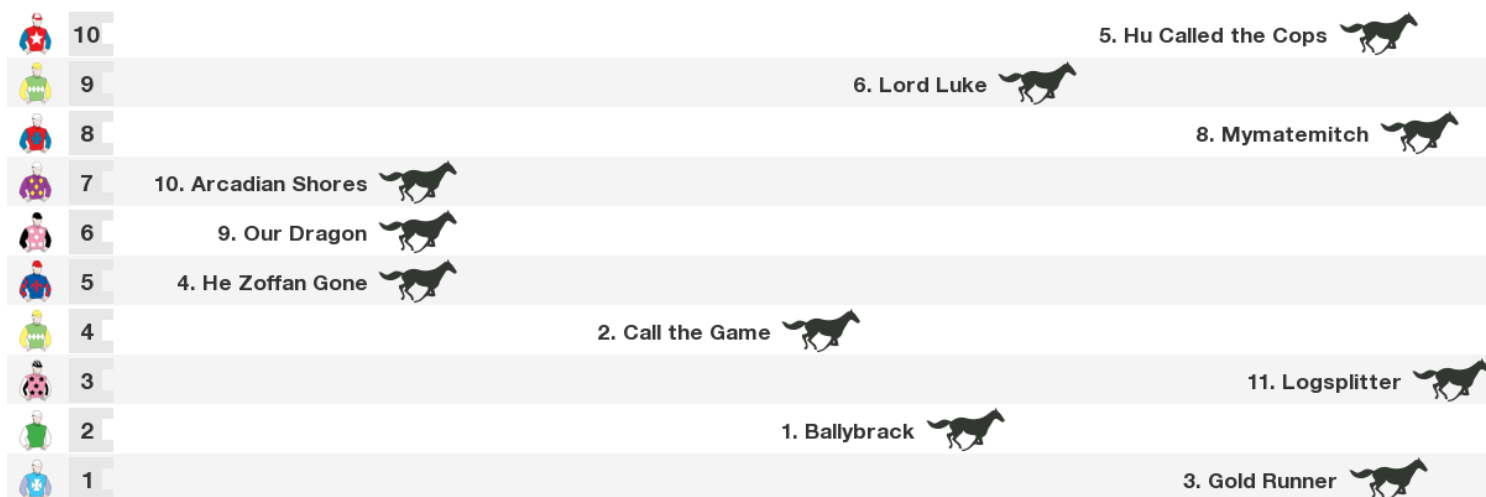 10 5. Hu Called the Cops
9 6. Lord Luke
8 8. Mymatemitch
7 10. Arcadian Shores
6 9. Our Dragon
5 4. He Zoffan Gone
4 2. Call the Game
3 11. Logsplitter
2 1. Ballybrack
1 3. Gold Runner